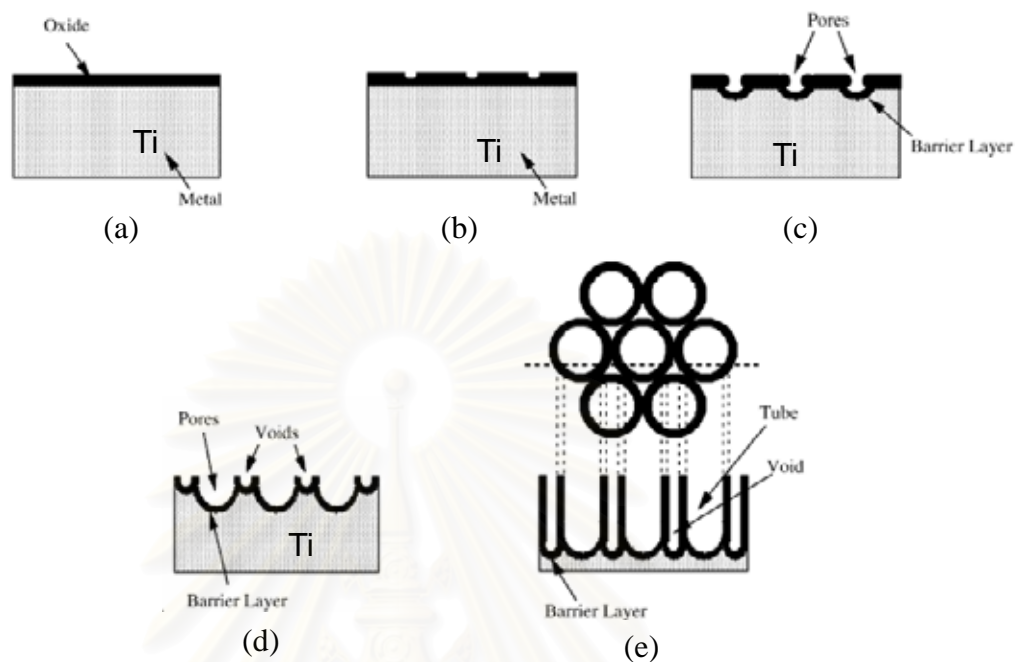 Oxide
Ti
Metal
(a)
Ti
Metal
(b)
Pores
Barrier Layer
Ti
(c)
Pores
Voids
Ti
Barrier Layer
(d)
Tube
Void
Barrier Layer
(e)